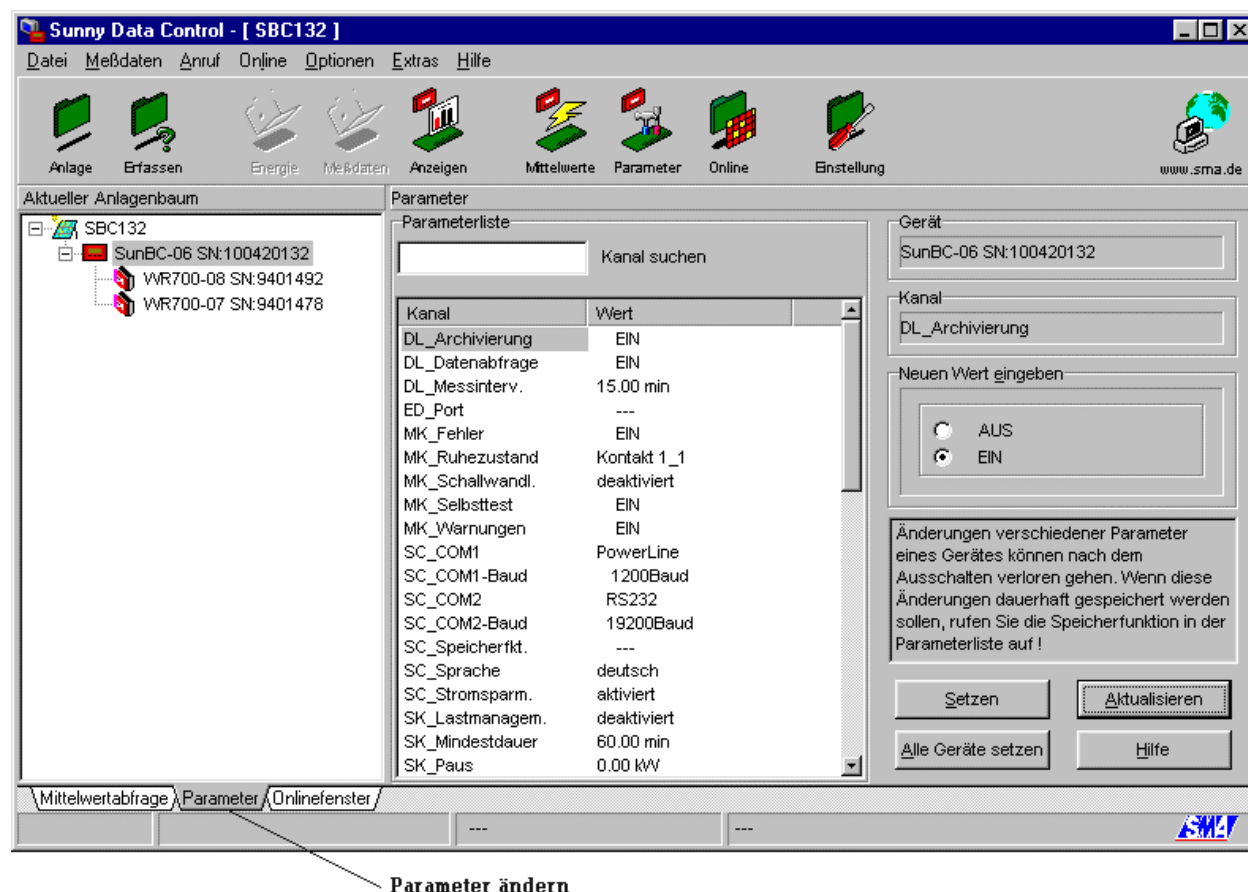 Sunny Data Control - [ SBC132 ]
Datei Meßdaten Anruf Online Optionen Extras Hilfe
Anlage Erfassen Energie Meßdaten Anzeigen Mittelwerte Parameter Online Einstellung www.sma.de
Aktueller Anlagenbaum
SBC132
SunBC-06 SN:100420132
WR700-08 SN:9401492
WR700-07 SN:9401478
Parameter
Parameterliste
Kanal suchen
Kanal Wert
DL_Archivierung EIN
DL_Datenabfrage EIN
DL_Messinterv. 15.00 min
ED_Port ---
MK_Fehler EIN
MK_Ruhezustand Kontakt 1_1
MK_Schallwandl. deaktiviert
MK_Selbsttest EIN
MK_Warnungen EIN
SC_COM1 PowerLine
SC_COM1-Baud 1200Baud
SC_COM2 RS232
SC_COM2-Baud 19200Baud
SC_Speicherfkt. ---
SC_Sprache deutsch
SC_Stromsparm. aktiviert
SK_Lastmanagem. deaktiviert
SK_Mindestdauer 60.00 min
SK_Paus 0.00 kW
Gerät
SunBC-06 SN:100420132
Kanal
DL_Archivierung
Neuen Wert eingeben
AUS
EIN
Änderungen verschiedener Parameter
eines Gerätes können nach dem
Ausschalten verloren gehen. Wenn diese
Änderungen dauerhaft gespeichert werden
sollen, rufen Sie die Speicherfunktion in der
Parameterliste auf !
Setzen Aktualisieren
Alle Geräte setzen Hilfe
Mittelwertabfrage Parameter Onlinefenster
--- ---
SMA
Parameter ändern